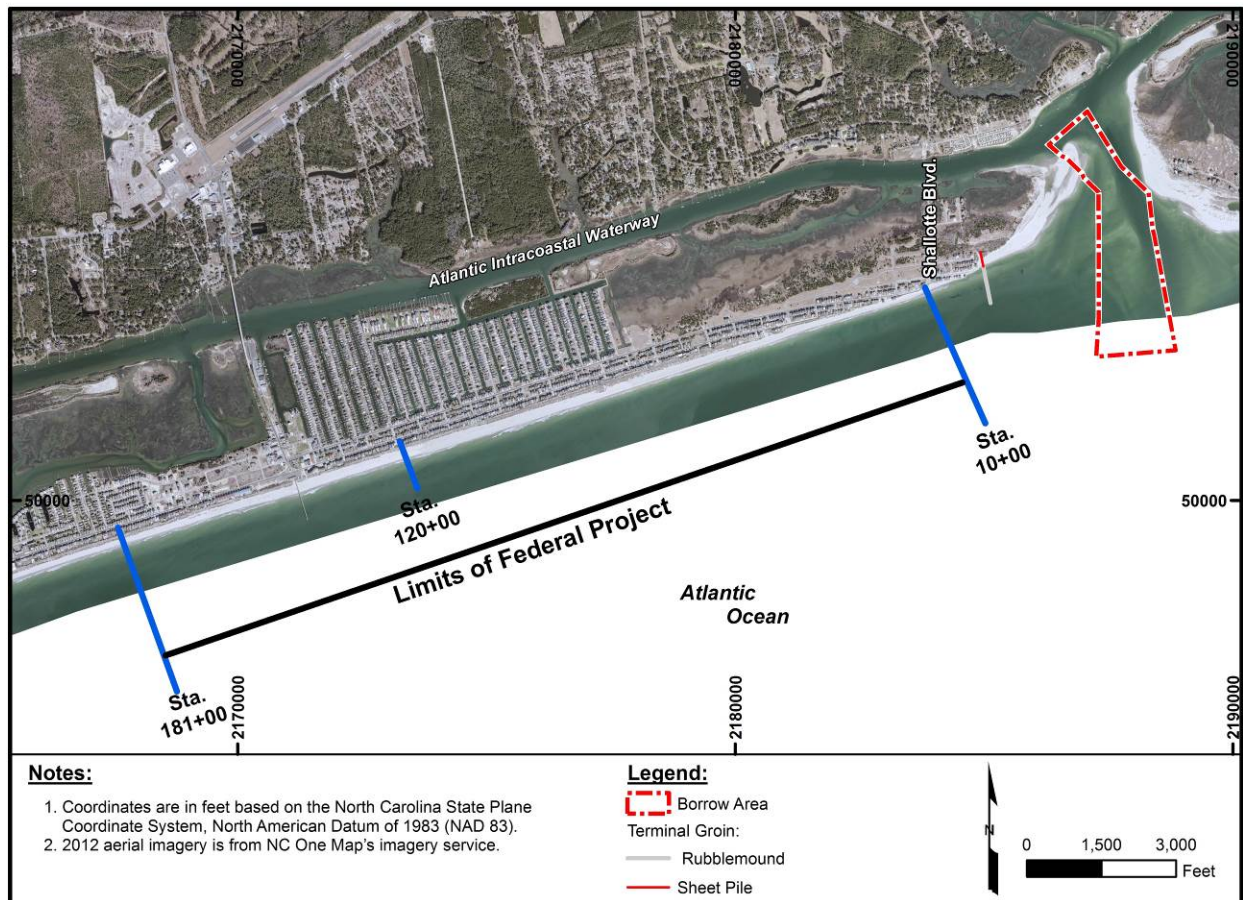 2170000
2180000
2190000
Shallotte Blvd.
Atlantic Intracoastal Waterway
50000
50000
Sta.
10+00
Sta.
120+00
Limits of Federal Project
Atlantic
Ocean
Sta.
181+00
2170000
2180000
2190000
Notes:
1. Coordinates are in feet based on the North Carolina State Plane
Coordinate System, North American Datum of 1983 (NAD 83).
2. 2012 aerial imagery is from NC One Map's imagery service.
Legend:
Borrow Area
Terminal Groin:
Rubblemound
Sheet Pile
N
0 1,500 3,000
Feet